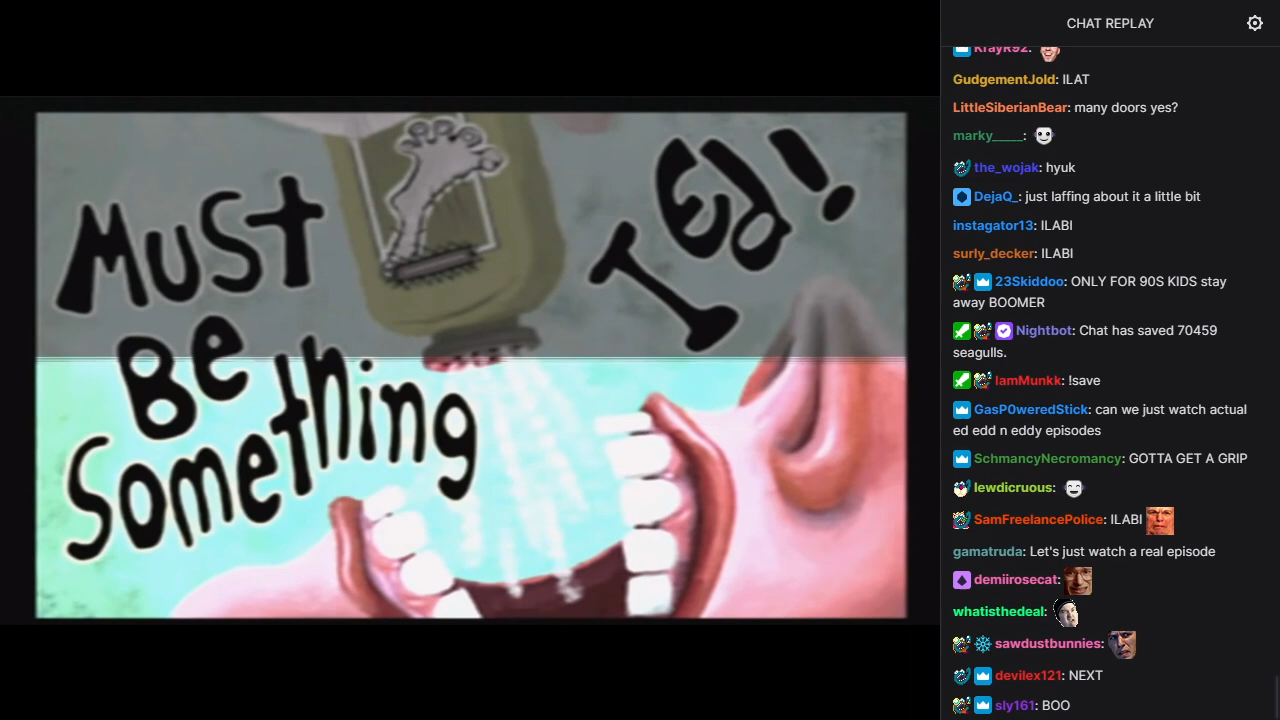 Must
Be
Something
I Ed!
CHAT REPLAY
KrayR92:
GudgementJold: ILAT
LittleSiberianBear: many doors yes?
marky_____:
the_wojak: hyuk
DejaQ_: just laffing about it a little bit
instagator13: ILABI
surly_decker: ILABI
23Skiddoo: ONLY FOR 90S KIDS stay
away BOOMER
Nightbot: Chat has saved 70459
seagulls.
IamMunkk: !save
GasP0weredStick: can we just watch actual
ed edd n eddy episodes
SchmancyNecromancy: GOTTA GET A GRIP
lewdicruous:
SamFreelancePolice: ILABI
gamatruda: Let's just watch a real episode
demiirosecat:
whatisthedeal:
sawdustbunnies:
devilex121: NEXT
sly161: BOO